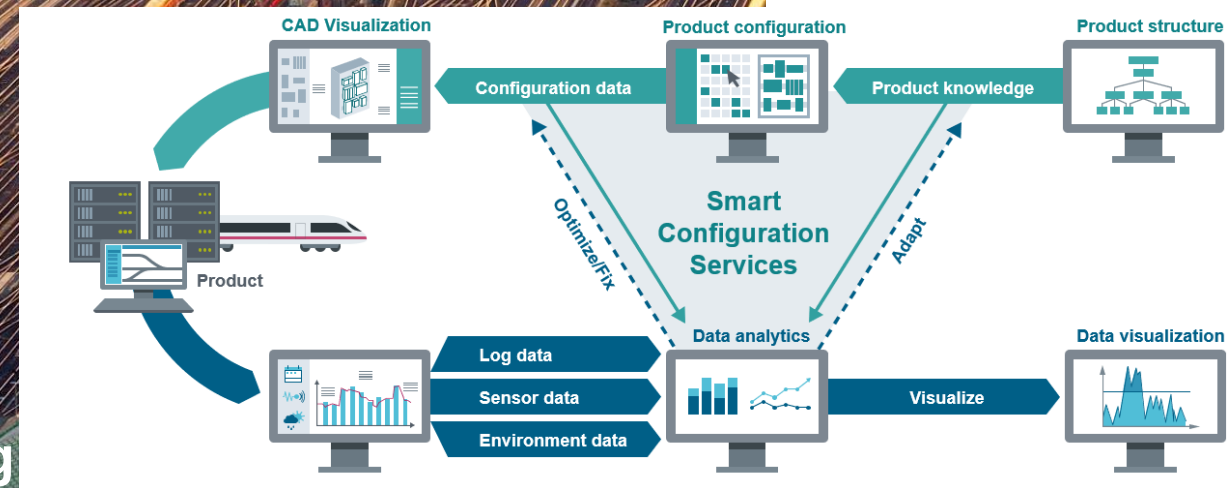 CAD Visualization
Product configuration
Product structure
Configuration data
Product knowledge
Smart
Configuration
Services
Optimize/Fix
Adapt
Product
Data analytics
Data visualization
Log data
Sensor data
Visualize
Environment data
g